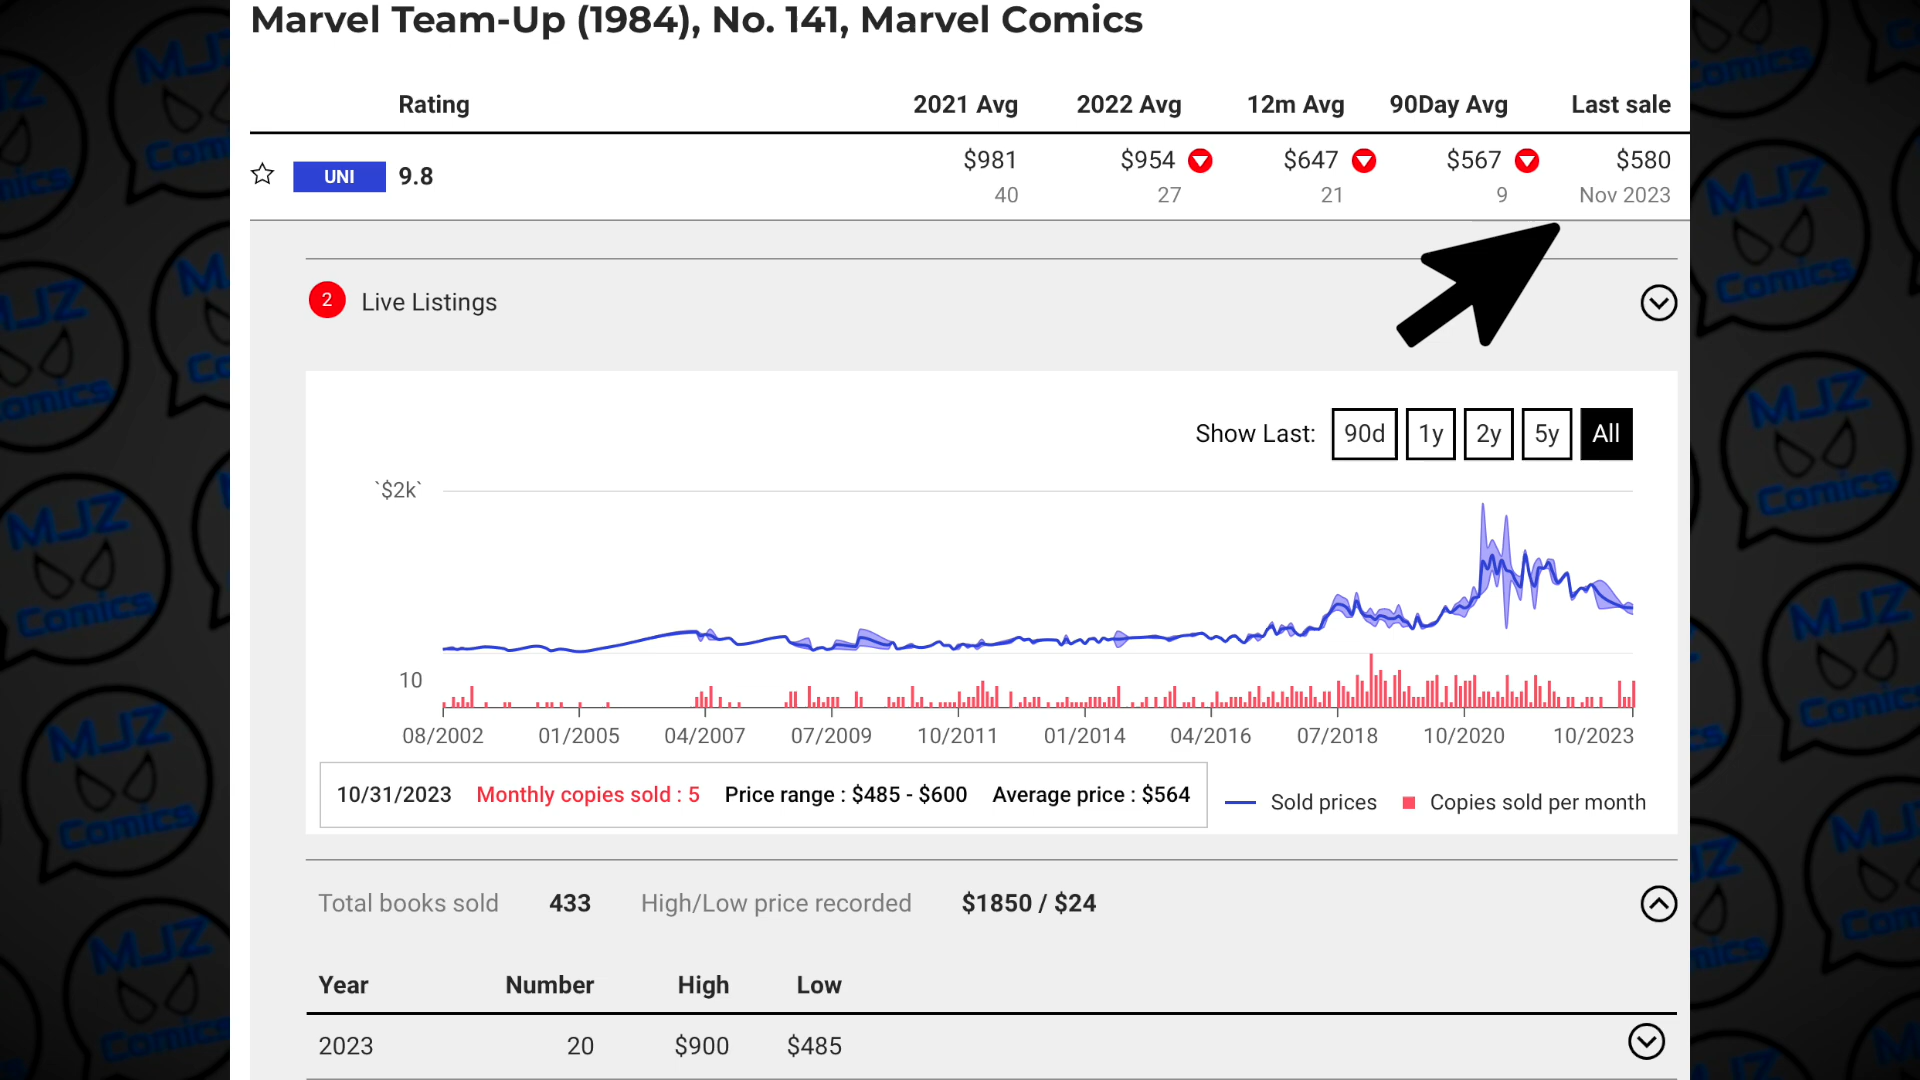 Marvel Team-Up (1984), No. 141, Marvel Comics
Rating 2021 Avg 2022 Avg 12m Avg 90Day Avg Last sale
UNI 9.8 $981 $954 $647 $567 $580
40 27 21 9 Nov 2023
2 Live Listings
Show Last: 90d 1y 2y 5y All
`$2k`
10
08/2002 01/2005 04/2007 07/2009 10/2011 01/2014 04/2016 07/2018 10/2020 10/2023
10/31/2023 Monthly copies sold : 5 Price range : $485 - $600 Average price : $564
Sold prices Copies sold per month
Total books sold 433 High/Low price recorded $1850 / $24
Year Number High Low
2023 20 $900 $485
MJZ
Comics